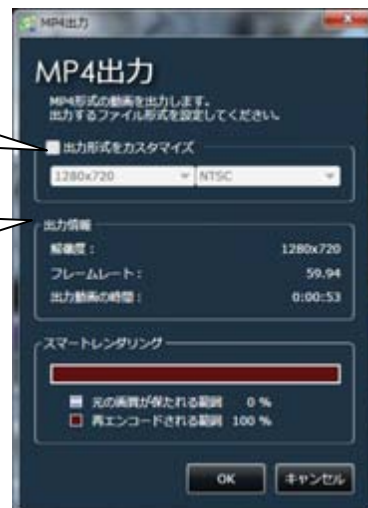 MP4出力
MP4出力
MP4形式の動画を出力します。
出力するファイル形式を設定してください。
出力形式をカスタマイズ
1280x720 NTSC
出力情報
解像度： 1280x720
フレームレート： 59.94
出力動画の時間： 0:00:53
スマートレンダリング
元の画質が保たれる範囲 0 %
再エンコードされる範囲 100 %
OK キャンセル